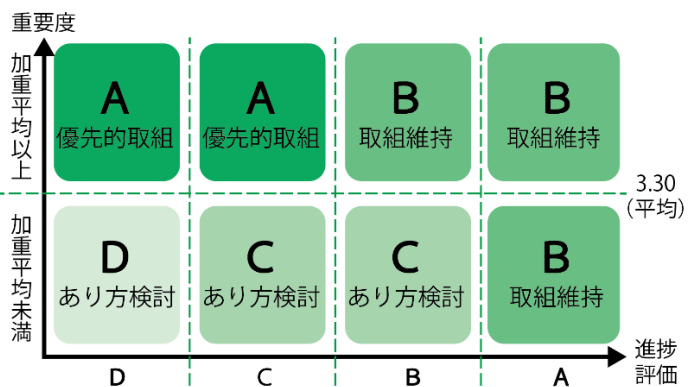 重要度
加重平均以上
A
優先的取組
A
優先的取組
B
取組維持
B
取組維持
3.30
(平均)
加重平均未満
D
あり方検討
C
あり方検討
C
あり方検討
B
取組維持
D
C
B
A
進捗
評価